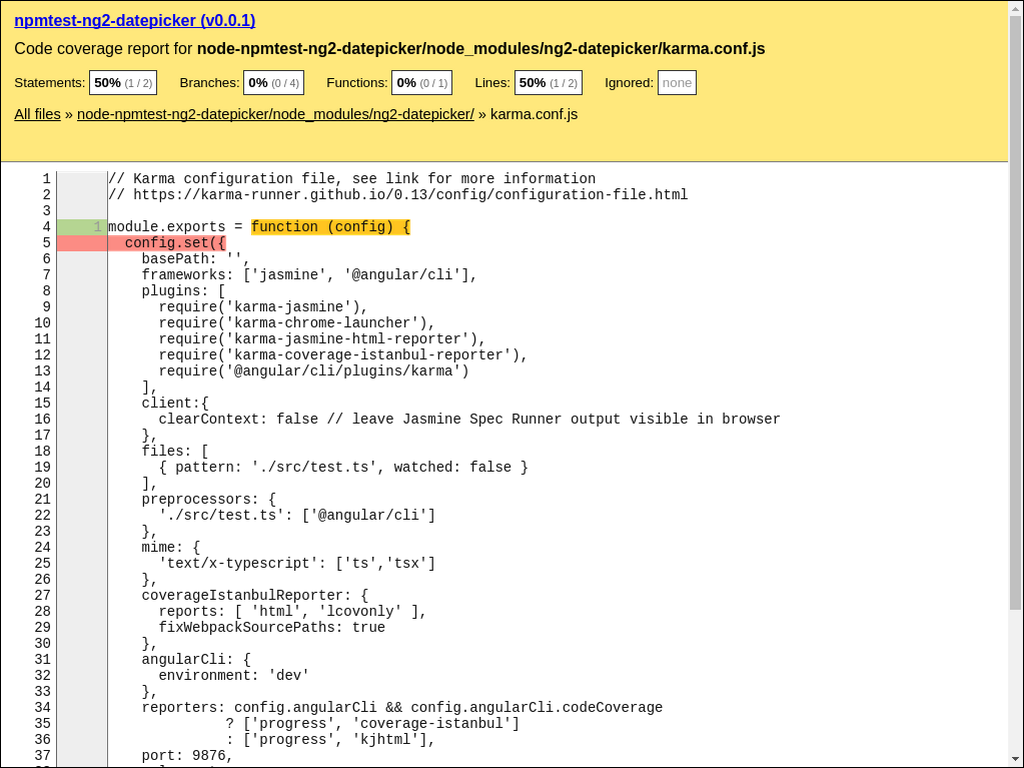 npmtest-ng2-datepicker (v0.0.1)
Code coverage report for node-npmtest-ng2-datepicker/node_modules/ng2-datepicker/karma.conf.js
Statements: 50% (1 / 2) Branches: 0% (0 / 4) Functions: 0% (0 / 1) Lines: 50% (1 / 2) Ignored: none
All files » node-npmtest-ng2-datepicker/node_modules/ng2-datepicker/ » karma.conf.js
1 // Karma configuration file, see link for more information
2 // https://karma-runner.github.io/0.13/config/configuration-file.html
3
4 1 module.exports = function (config) {
5   config.set({
6     basePath: '',
7     frameworks: ['jasmine', '@angular/cli'],
8     plugins: [
9       require('karma-jasmine'),
10       require('karma-chrome-launcher'),
11       require('karma-jasmine-html-reporter'),
12       require('karma-coverage-istanbul-reporter'),
13       require('@angular/cli/plugins/karma')
14     ],
15     client:{
16       clearContext: false // leave Jasmine Spec Runner output visible in browser
17     },
18     files: [
19       { pattern: './src/test.ts', watched: false }
20     ],
21     preprocessors: {
22       './src/test.ts': ['@angular/cli']
23     },
24     mime: {
25       'text/x-typescript': ['ts','tsx']
26     },
27     coverageIstanbulReporter: {
28       reports: [ 'html', 'lcovonly' ],
29       fixWebpackSourcePaths: true
30     },
31     angularCli: {
32       environment: 'dev'
33     },
34     reporters: config.angularCli && config.angularCli.codeCoverage
35               ? ['progress', 'coverage-istanbul']
36               : ['progress', 'kjhtml'],
37     port: 9876,